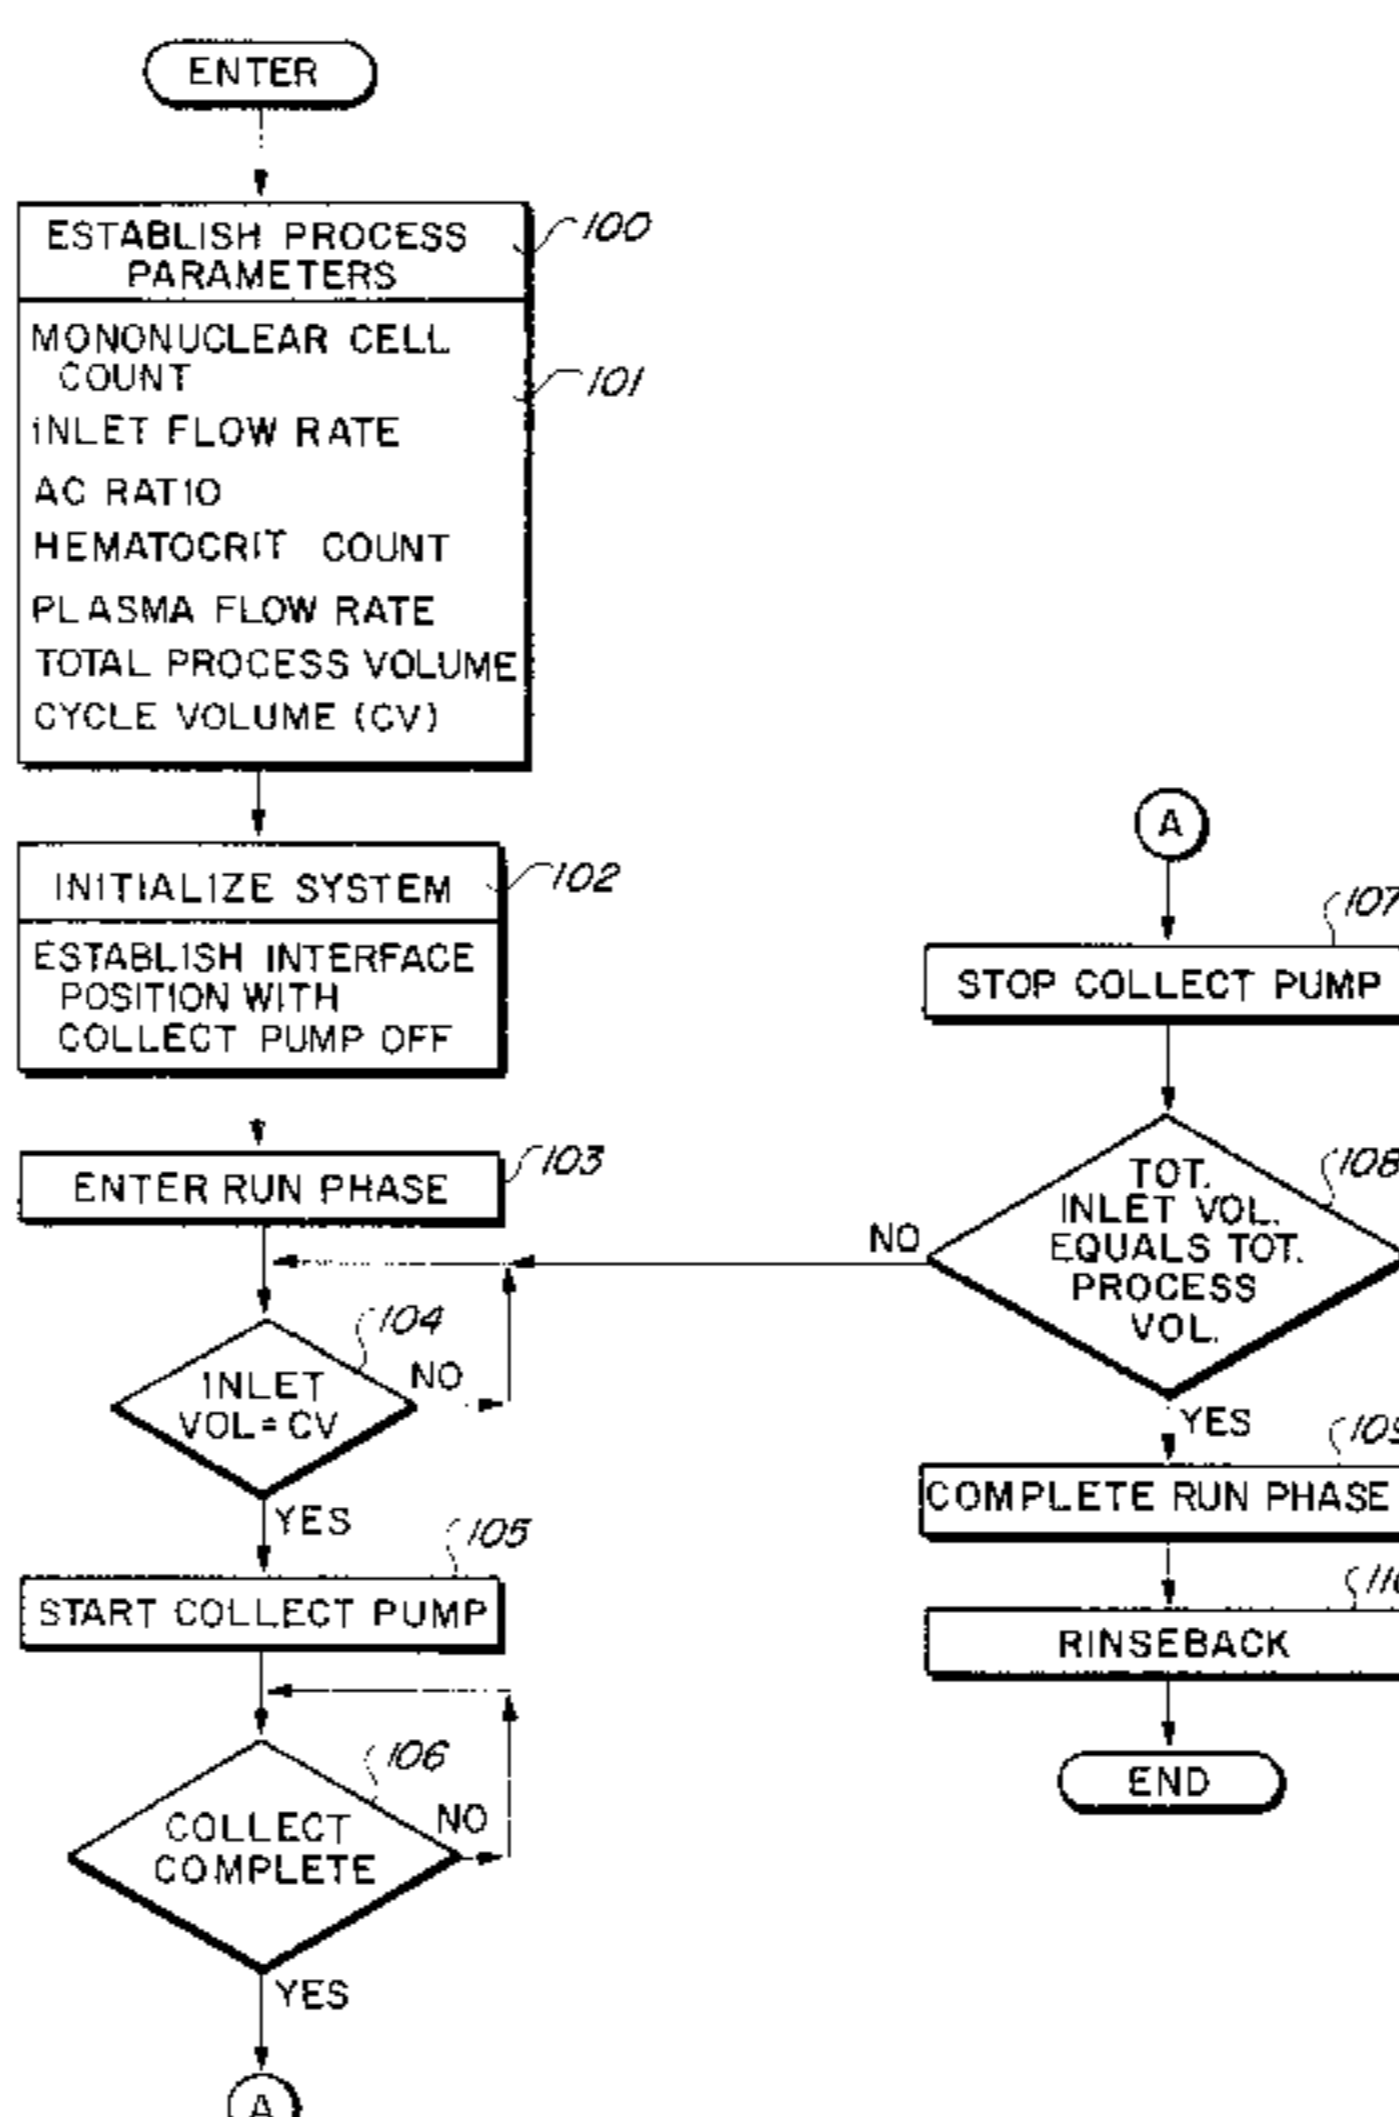 ENTER
ESTABLISH PROCESS
PARAMETERS
100
MONONUCLEAR CELL
COUNT
101
INLET FLOW RATE
AC RATIO
HEMATOCRIT COUNT
PLASMA FLOW RATE
TOTAL PROCESS VOLUME
CYCLE VOLUME (CV)
INITIALIZE SYSTEM
102
ESTABLISH INTERFACE
POSITION WITH
COLLECT PUMP OFF
ENTER RUN PHASE
103
104
INLET
VOL = CV
NO
YES
105
START COLLECT PUMP
106
COLLECT
COMPLETE
NO
YES
A
A
107
STOP COLLECT PUMP
108
TOT.
INLET VOL.
EQUALS TOT.
PROCESS
VOL.
NO
YES
109
COMPLETE RUN PHASE
RINSEBACK
END